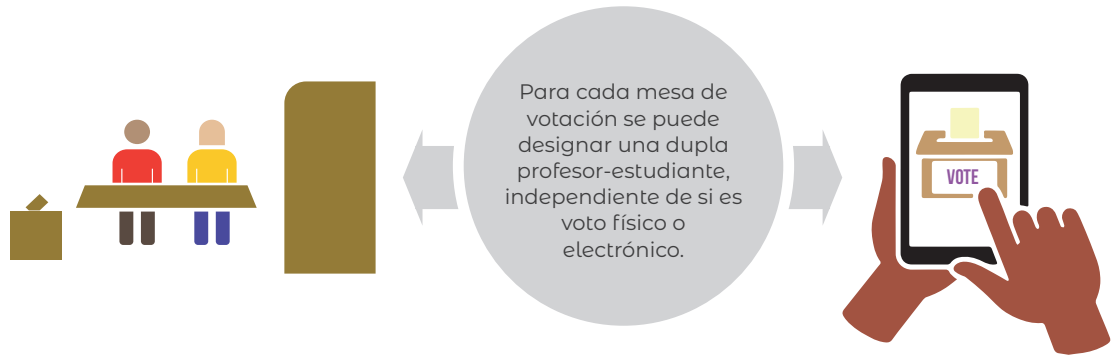 Para cada mesa de
votación se puede
designar una dupla
profesor-estudiante,
independiente de si es
voto físico o
electrónico.
VOTE